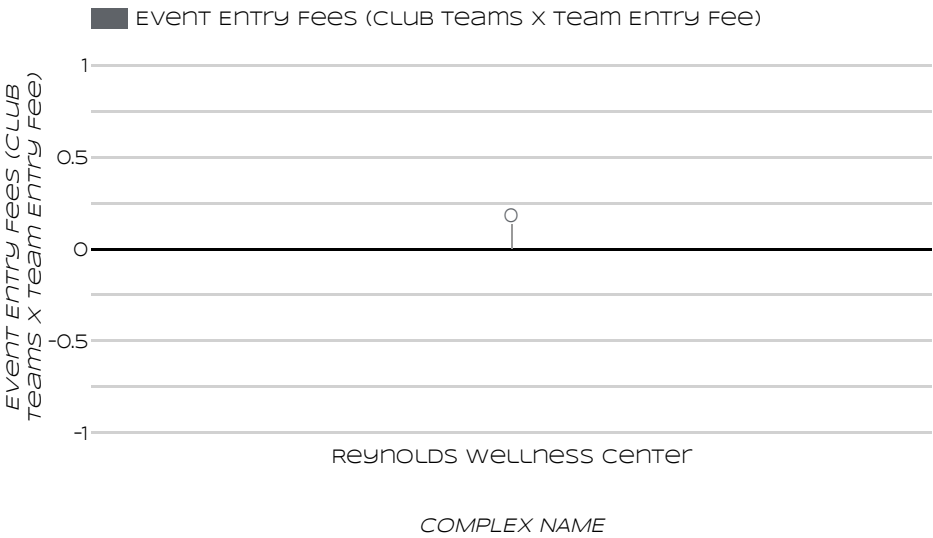 Event Entry Fees (Club Teams x Team Entry Fee)
Event Entry Fees (Club
Teams x Team Entry Fee)
1
0.5
0
0
-0.5
-1
Reynolds Wellness Center
COMPLEX NAME